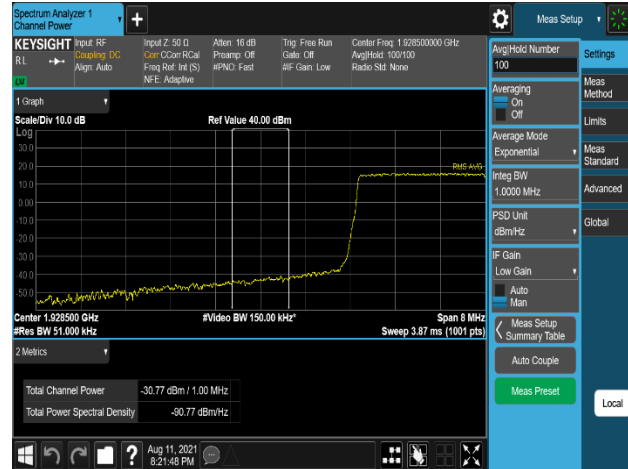 Spectrum Analyzer 1
Channel Power
Meas Setup
KEYSIGHT
RL
Input: RF
Coupling: DC
Align: Auto
Input Z: 50 Ω
Corr CCorr RCal
Freq Ref: Int (S)
NFE: Adaptive
Atten: 16 dB
Preamp: Off
#PNO: Fast
Trig: Free Run
Gate: Off
#IF Gain: Low
Center Freq: 1.928500000 GHz
Avg|Hold: 100/100
Radio Std: None
1 Graph
Scale/Div 10.0 dB
Ref Value 40.00 dBm
Log
30.0
20.0
10.0
0.00
-10.0
-20.0
-30.0
-40.0
-50.0
RMS AVG
Center 1.928500 GHz
#Video BW 150.00 kHz*
Span 8 MHz
#Res BW 51.000 kHz
Sweep 3.87 ms (1001 pts)
2 Metrics
Total Channel Power -30.77 dBm / 1.00 MHz
Total Power Spectral Density -90.77 dBm/Hz
Aug 11, 2021
8:21:48 PM
Avg|Hold Number
100
Averaging
On
Off
Average Mode
Exponential
Integ BW
1.0000 MHz
PSD Unit
dBm/Hz
IF Gain
Low Gain
Auto
Man
Meas Setup
Summary Table
Auto Couple
Meas Preset
Settings
Meas
Method
Limits
Meas
Standard
Advanced
Global
Local